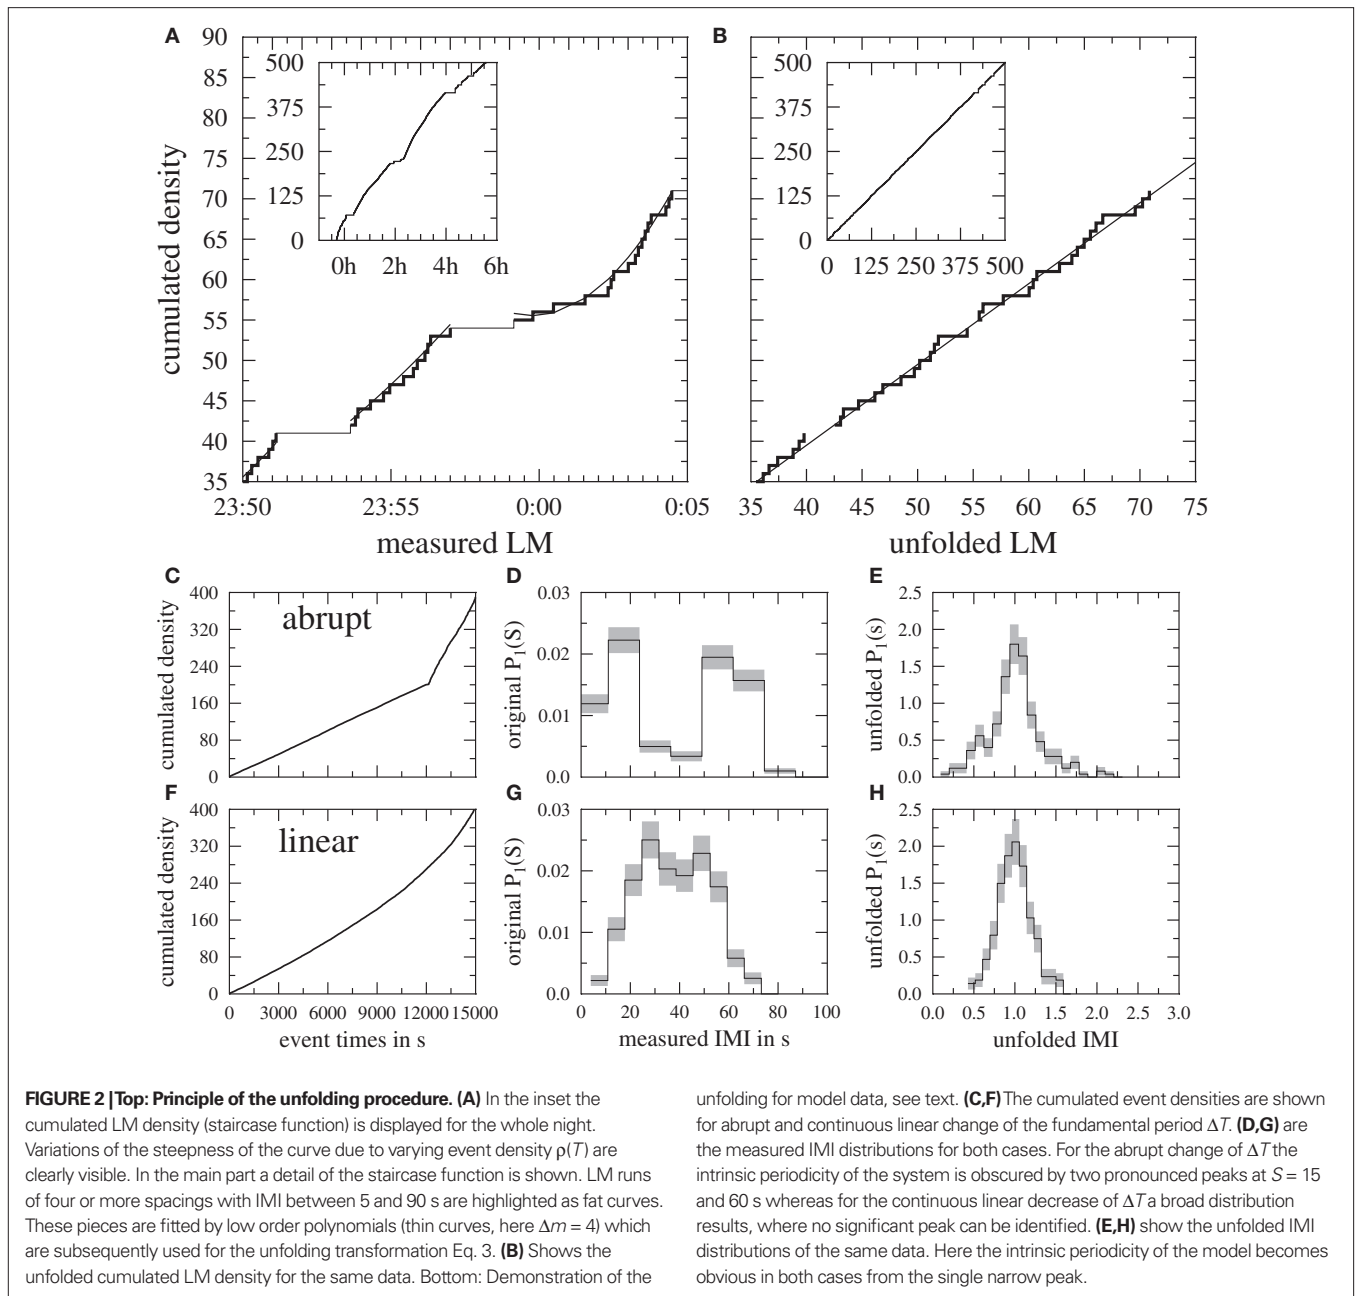 A
B
90
85
80
75
70
65
60
55
50
45
40
35
cumulated density
500
375
250
125
0
0h 2h 4h 6h
500
375
250
125
0
0 125 250 375 500
23:50 23:55 0:00 0:05
measured LM
35 40 45 50 55 60 65 70 75
unfolded LM
C
400
320
240
160
80
0
cumulated density
abrupt
D
0.03
0.02
0.01
0.0
original P1(S)
E
2.5
2.0
1.5
1.0
0.5
0.0
unfolded P1(s)
F
400
320
240
160
80
0
cumulated density
linear
0 3000 6000 9000 12000 15000
event times in s
G
0.03
0.02
0.01
0.0
original P1(S)
0 20 40 60 80 100
measured IMI in s
H
2.5
2.0
1.5
1.0
0.5
0.0
unfolded P1(s)
0.0 0.5 1.0 1.5 2.0 2.5 3.0
unfolded IMI
FIGURE 2 | Top: Principle of the unfolding procedure. (A) In the inset the
cumulated LM density (staircase function) is displayed for the whole night.
Variations of the steepness of the curve due to varying event density ρ(T) are
clearly visible. In the main part a detail of the staircase function is shown. LM runs
of four or more spacings with IMI between 5 and 90 s are highlighted as fat curves.
These pieces are fitted by low order polynomials (thin curves, here Δm = 4) which
are subsequently used for the unfolding transformation Eq. 3. (B) Shows the
unfolded cumulated LM density for the same data. Bottom: Demonstration of the
unfolding for model data, see text. (C,F) The cumulated event densities are shown
for abrupt and continuous linear change of the fundamental period ΔT. (D,G) are
the measured IMI distributions for both cases. For the abrupt change of ΔT the
intrinsic periodicity of the system is obscured by two pronounced peaks at S = 15
and 60 s whereas for the continuous linear decrease of ΔT a broad distribution
results, where no significant peak can be identified. (E,H) show the unfolded IMI
distributions of the same data. Here the intrinsic periodicity of the model becomes
obvious in both cases from the single narrow peak.